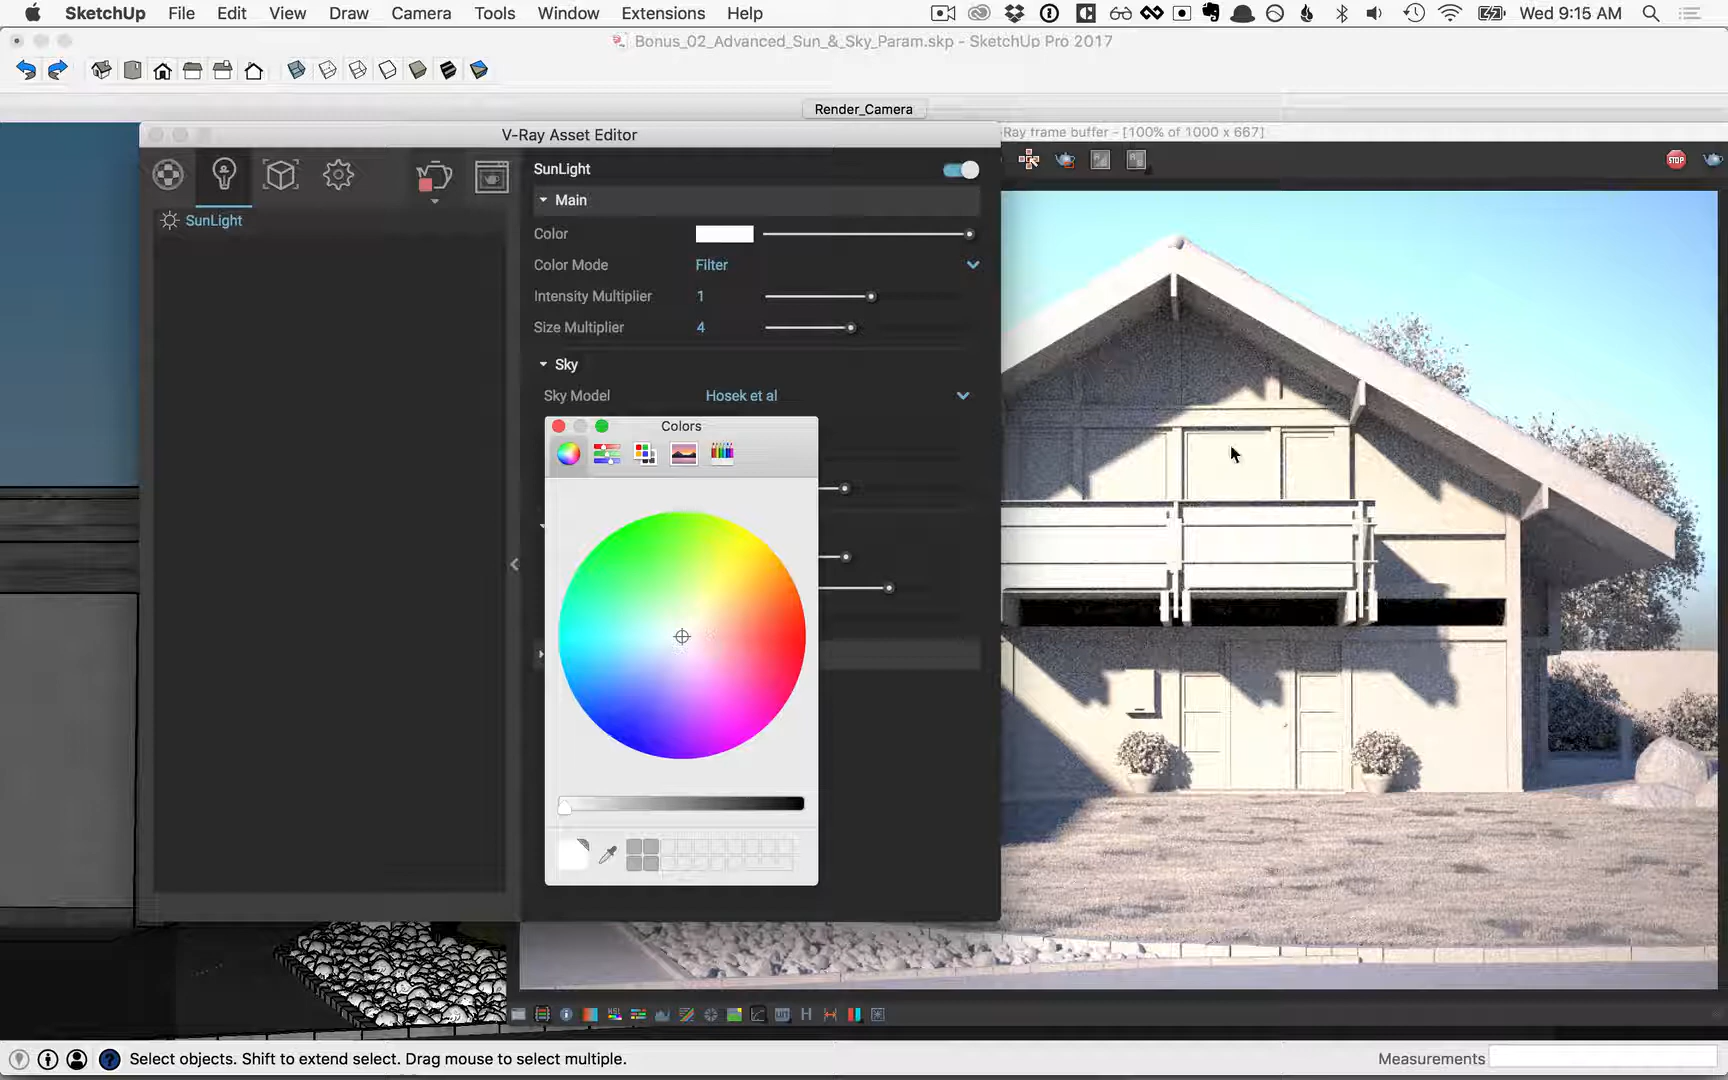 SketchUp File Edit View Draw Camera Tools Window Extensions Help Wed 9:15 AM
Bonus_02_Advanced_Sun_&_Sky_Param.skp - SketchUp Pro 2017
Render_Camera
V-Ray Asset Editor
Ray frame buffer - [100% of 1000 x 667]
STOP
SunLight
Main
SunLight
Color
Color Mode Filter
Intensity Multiplier 1
Size Multiplier 4
Sky
Sky Model Hosek et al
Colors
Select objects. Shift to extend select. Drag mouse to select multiple.
Measurements